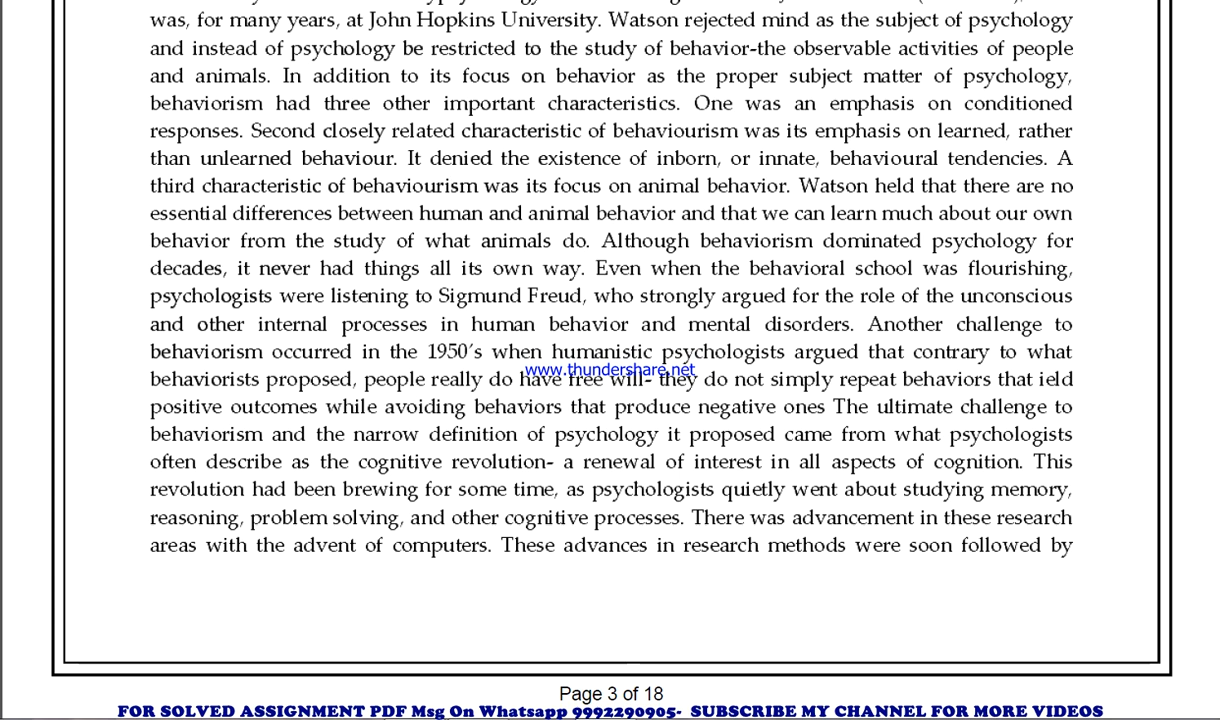 was, for many years, at John Hopkins University. Watson rejected mind as the subject of psychology
and instead of psychology be restricted to the study of behavior-the observable activities of people
and animals. In addition to its focus on behavior as the proper subject matter of psychology,
behaviorism had three other important characteristics. One was an emphasis on conditioned
responses. Second closely related characteristic of behaviourism was its emphasis on learned, rather
than unlearned behaviour. It denied the existence of inborn, or innate, behavioural tendencies. A
third characteristic of behaviourism was its focus on animal behavior. Watson held that there are no
essential differences between human and animal behavior and that we can learn much about our own
behavior from the study of what animals do. Although behaviorism dominated psychology for
decades, it never had things all its own way. Even when the behavioral school was flourishing,
psychologists were listening to Sigmund Freud, who strongly argued for the role of the unconscious
and other internal processes in human behavior and mental disorders. Another challenge to
behaviorism occurred in the 1950's when humanistic psychologists argued that contrary to what
www.thundershare.net
behaviorists proposed, people really do have free will- they do not simply repeat behaviors that ield
positive outcomes while avoiding behaviors that produce negative ones The ultimate challenge to
behaviorism and the narrow definition of psychology it proposed came from what psychologists
often describe as the cognitive revolution- a renewal of interest in all aspects of cognition. This
revolution had been brewing for some time, as psychologists quietly went about studying memory,
reasoning, problem solving, and other cognitive processes. There was advancement in these research
areas with the advent of computers. These advances in research methods were soon followed by
Page 3 of 18
FOR SOLVED ASSIGNMENT PDF Msg On Whatsapp 9992290905- SUBSCRIBE MY CHANNEL FOR MORE VIDEOS